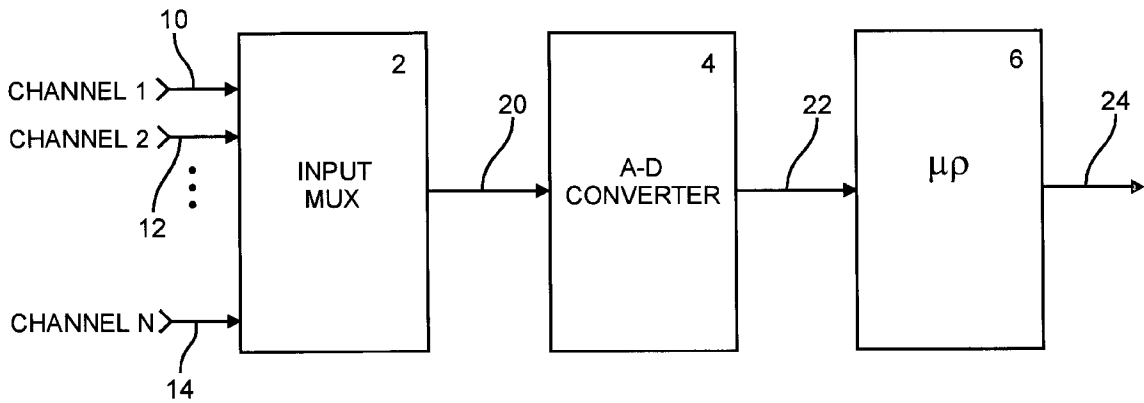 10
2
4
6
CHANNEL 1
20
22
24
CHANNEL 2
INPUT
MUX
A-D
CONVERTER
μρ
12
CHANNEL N
14